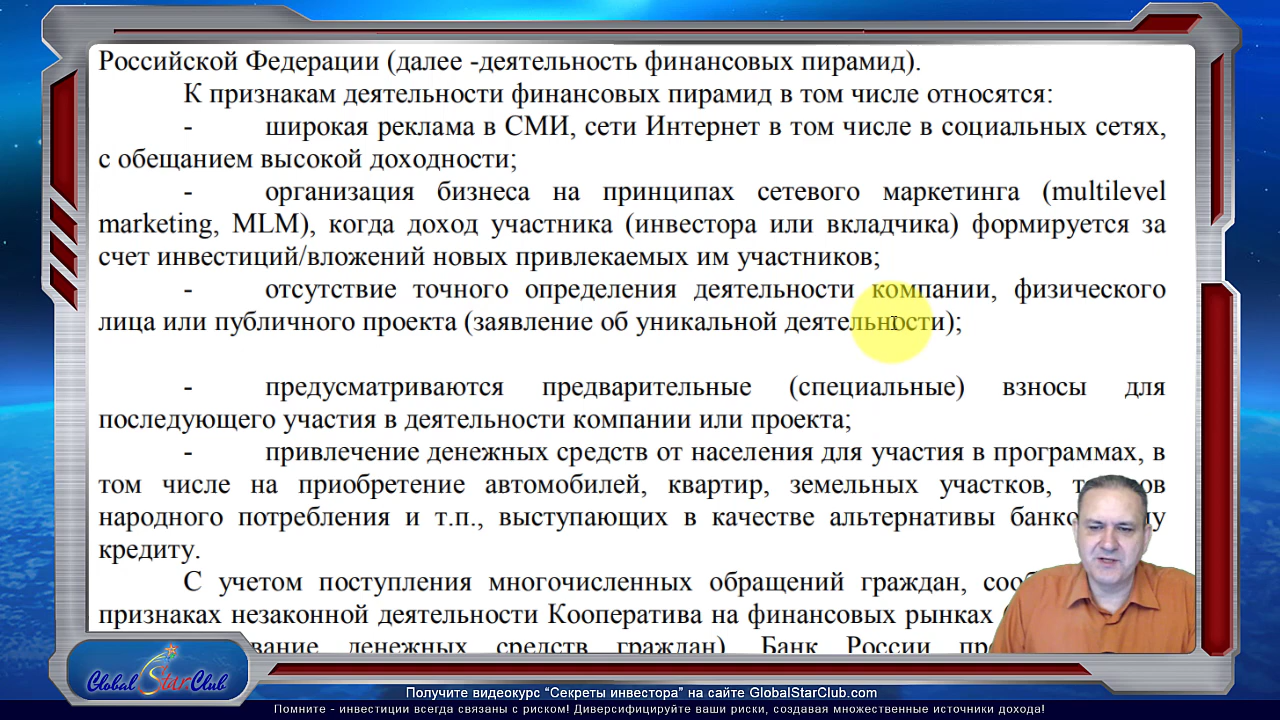 Российской Федерации (далее -деятельность финансовых пирамид).
К признакам деятельности финансовых пирамид в том числе относятся:
- широкая реклама в СМИ, сети Интернет в том числе в социальных сетях,
с обещанием высокой доходности;
- организация бизнеса на принципах сетевого маркетинга (multilevel
marketing, MLM), когда доход участника (инвестора или вкладчика) формируется за
счет инвестиций/вложений новых привлекаемых им участников;
- отсутствие точного определения деятельности компании, физического
лица или публичного проекта (заявление об уникальной деятельности);
- предусматриваются предварительные (специальные) взносы для
последующего участия в деятельности компании или проекта;
- привлечение денежных средств от населения для участия в программах, в
том числе на приобретение автомобилей, квартир, земельных участков,
народного потребления и т.п., выступающих в качестве альтернативы
кредиту.
С учетом поступления многочисленных обращений граждан,
признаках незаконной деятельности Кооператива на финансовых рынках
денежных средств граждан) Банк России
Global Star Club
Получите видеокурс “Секреты инвестора” на сайте GlobalStarClub.com
Помните - инвестиции всегда связаны с риском! Диверсифицируйте ваши риски, создавая множественные источники дохода!